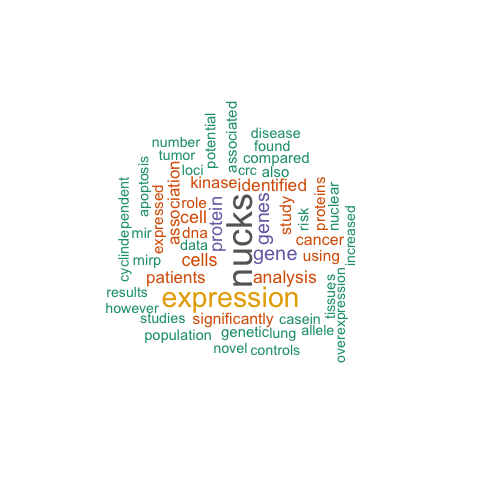 disease
number
found
tumor
compared
loci
crc
also
potential
associated
apoptosis
kinase
identified
association
expressed
role
cell
protein
nucks
genes
study
risk
proteins
nuclear
cyclindependent
mir
dna
data
gene
cancer
using
increased
mirp
cells
patients
analysis
results
expression
tissues
overexpression
however
studies
significantly
casein
population
genetic
lung
allele
novel
controls